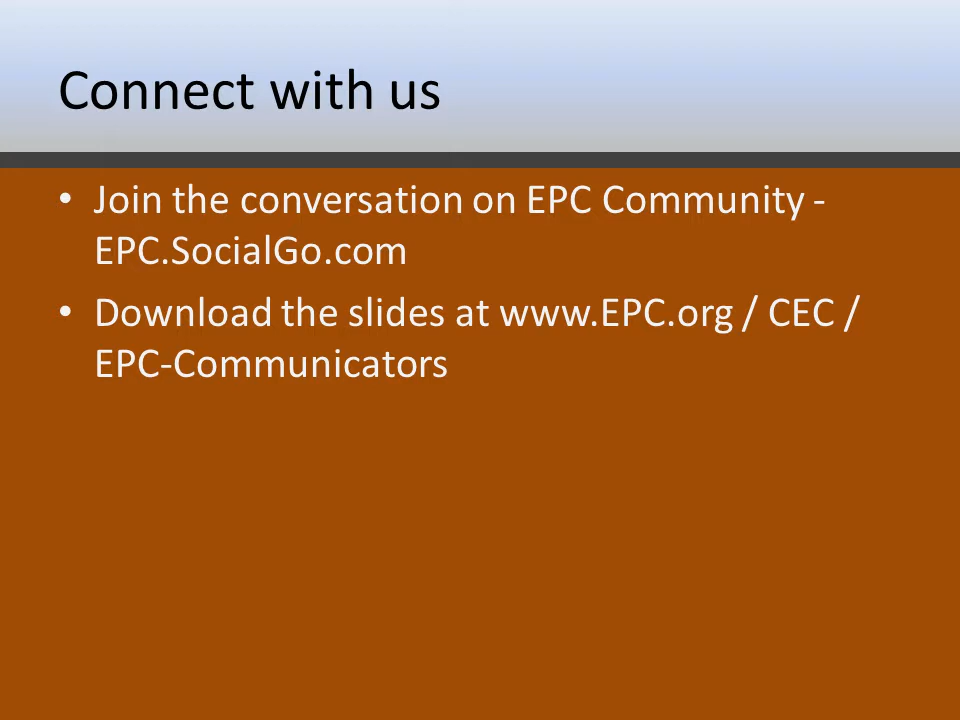 Connect with us
• Join the conversation on EPC Community -
EPC.SocialGo.com
• Download the slides at www.EPC.org / CEC /
EPC-Communicators